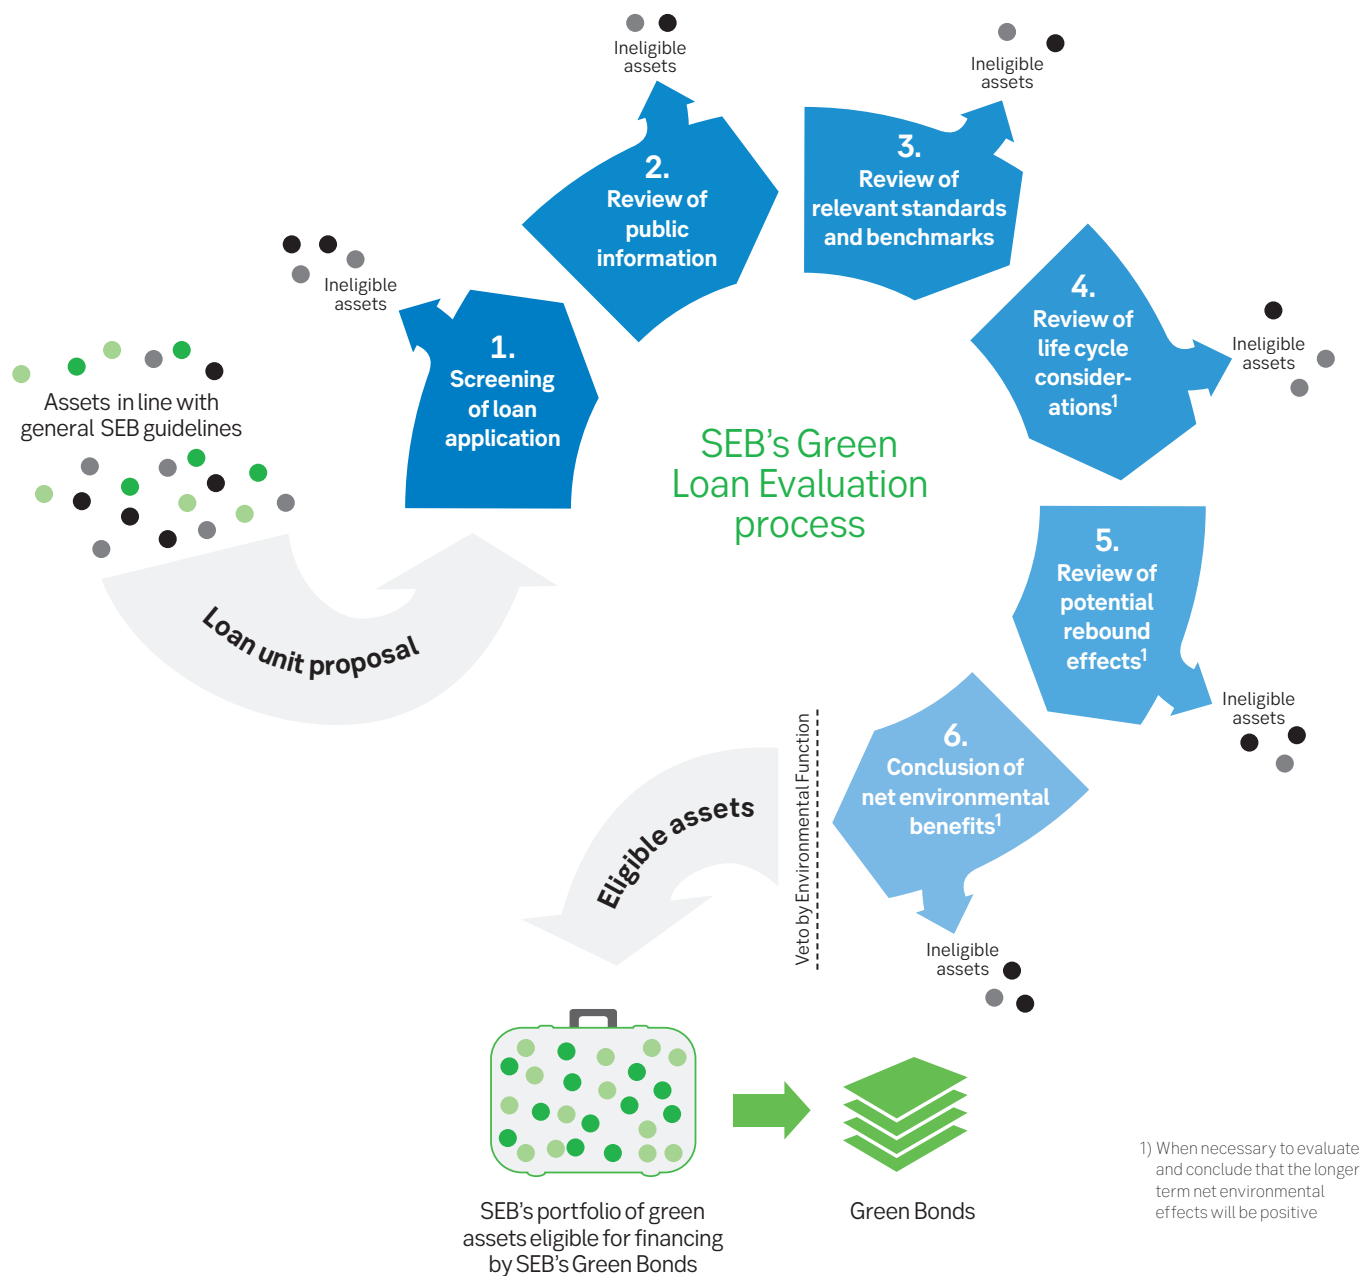 SEB's Green
Loan Evaluation
process
Assets in line with
general SEB guidelines
Loan unit proposal
1.
Screening
of loan
application
Ineligible
assets
2.
Review of
public
information
Ineligible
assets
3.
Review of
relevant standards
and benchmarks
Ineligible
assets
4.
Review of
life cycle
consider-
ations1
Ineligible
assets
5.
Review of
potential
rebound
effects1
Ineligible
assets
6.
Conclusion of
net environmental
benefits1
Ineligible
assets
Veto by Environmental Function
Eligible assets
SEB's portfolio of green
assets eligible for financing
by SEB's Green Bonds
Green Bonds
1) When necessary to evaluate
and conclude that the longer
term net environmental
effects will be positive